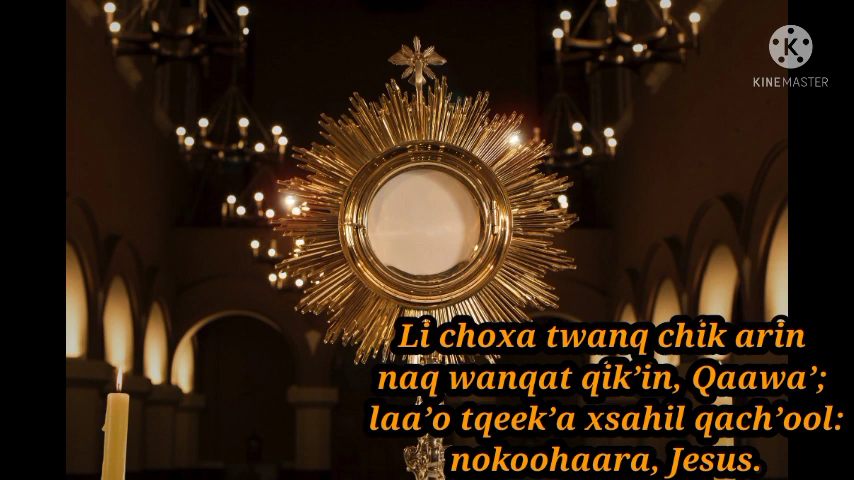 KINEMASTER
Li choxa twanq chik arin
naq wanqat qik’in, Qaawa’;
laa’o tqeek’a xsahil qach’ool:
nokoohaara, Jesus.